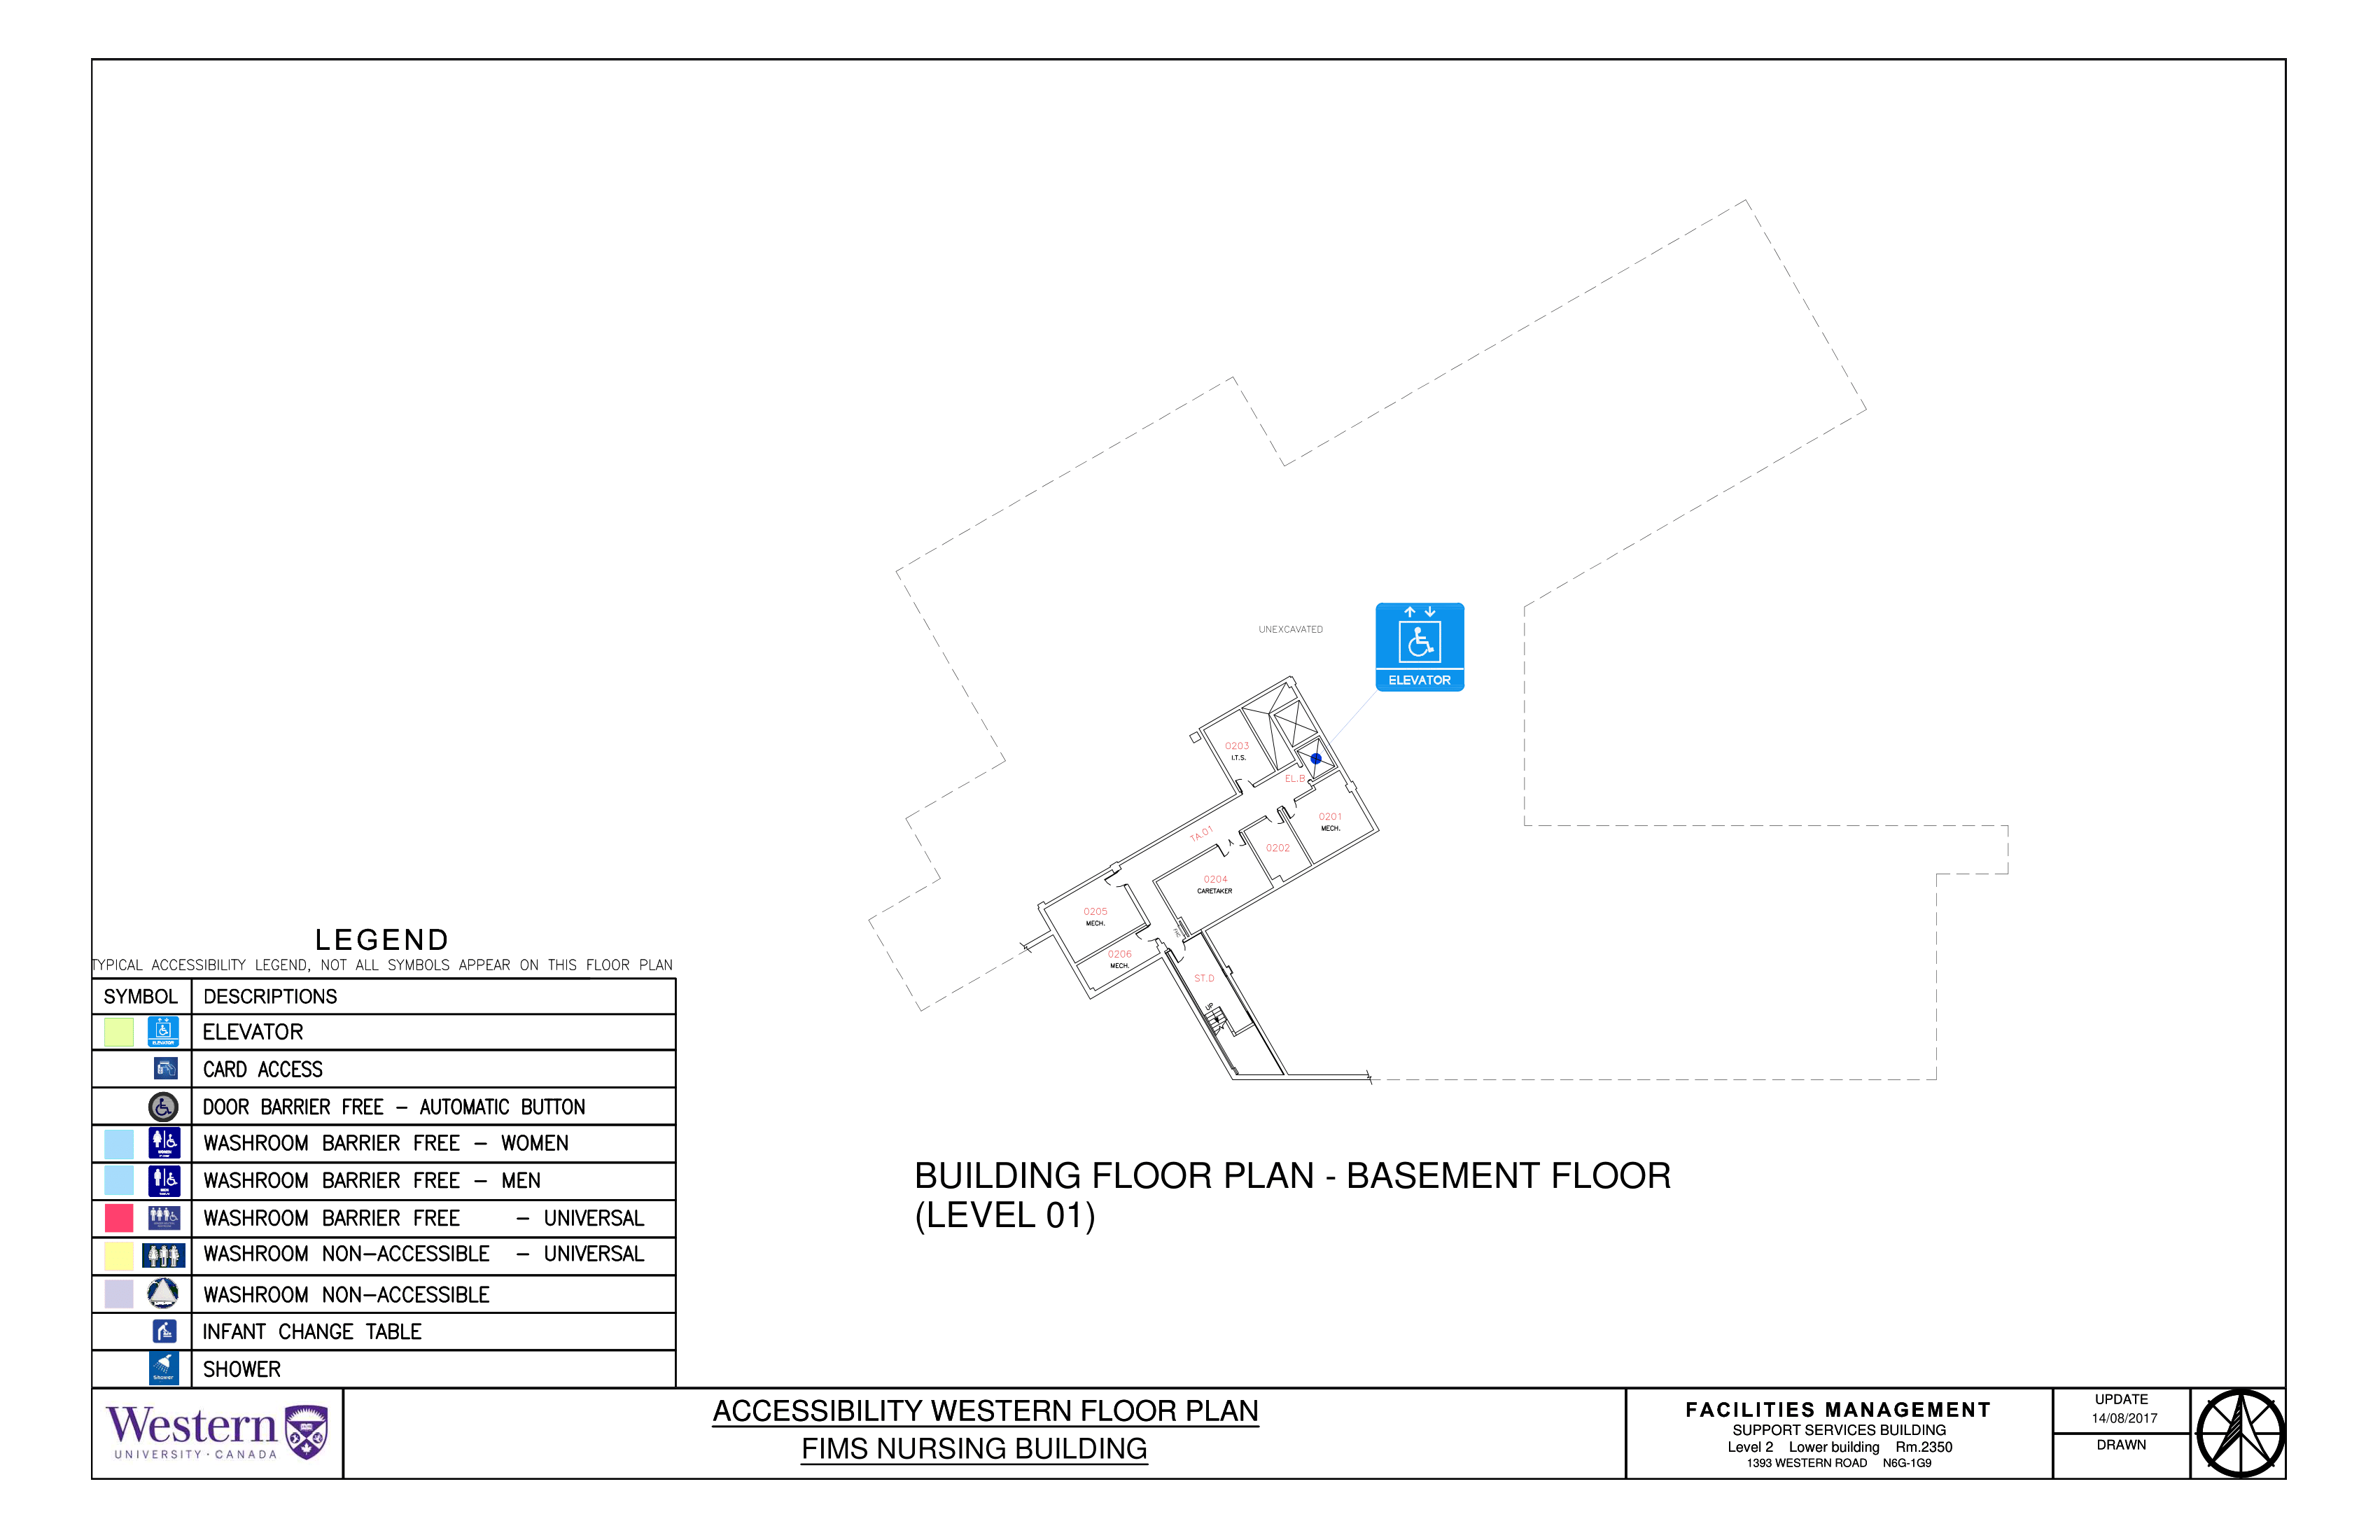 UNEXCAVATED
ELEVATOR
0203
I.T.S.
EL.B
0201
MECH.
TA.01
0202
0204
CARETAKER
0205
MECH.
0206
MECH.
ST.D
LEGEND
TYPICAL ACCESSIBILITY LEGEND, NOT ALL SYMBOLS APPEAR ON THIS FLOOR PLAN
SYMBOL DESCRIPTIONS
ELEVATOR ELEVATOR
CARD ACCESS
DOOR BARRIER FREE - AUTOMATIC BUTTON
WASHROOM BARRIER FREE - WOMEN
WASHROOM BARRIER FREE - MEN
WASHROOM BARRIER FREE - UNIVERSAL
WASHROOM NON-ACCESSIBLE - UNIVERSAL
WASHROOM NON-ACCESSIBLE
INFANT CHANGE TABLE
Shower SHOWER
BUILDING FLOOR PLAN - BASEMENT FLOOR
(LEVEL 01)
Western
UNIVERSITY · CANADA
ACCESSIBILITY WESTERN FLOOR PLAN
FIMS NURSING BUILDING
FACILITIES MANAGEMENT
SUPPORT SERVICES BUILDING
Level 2 Lower building Rm.2350
1393 WESTERN ROAD N6G-1G9
UPDATE
14/08/2017
DRAWN